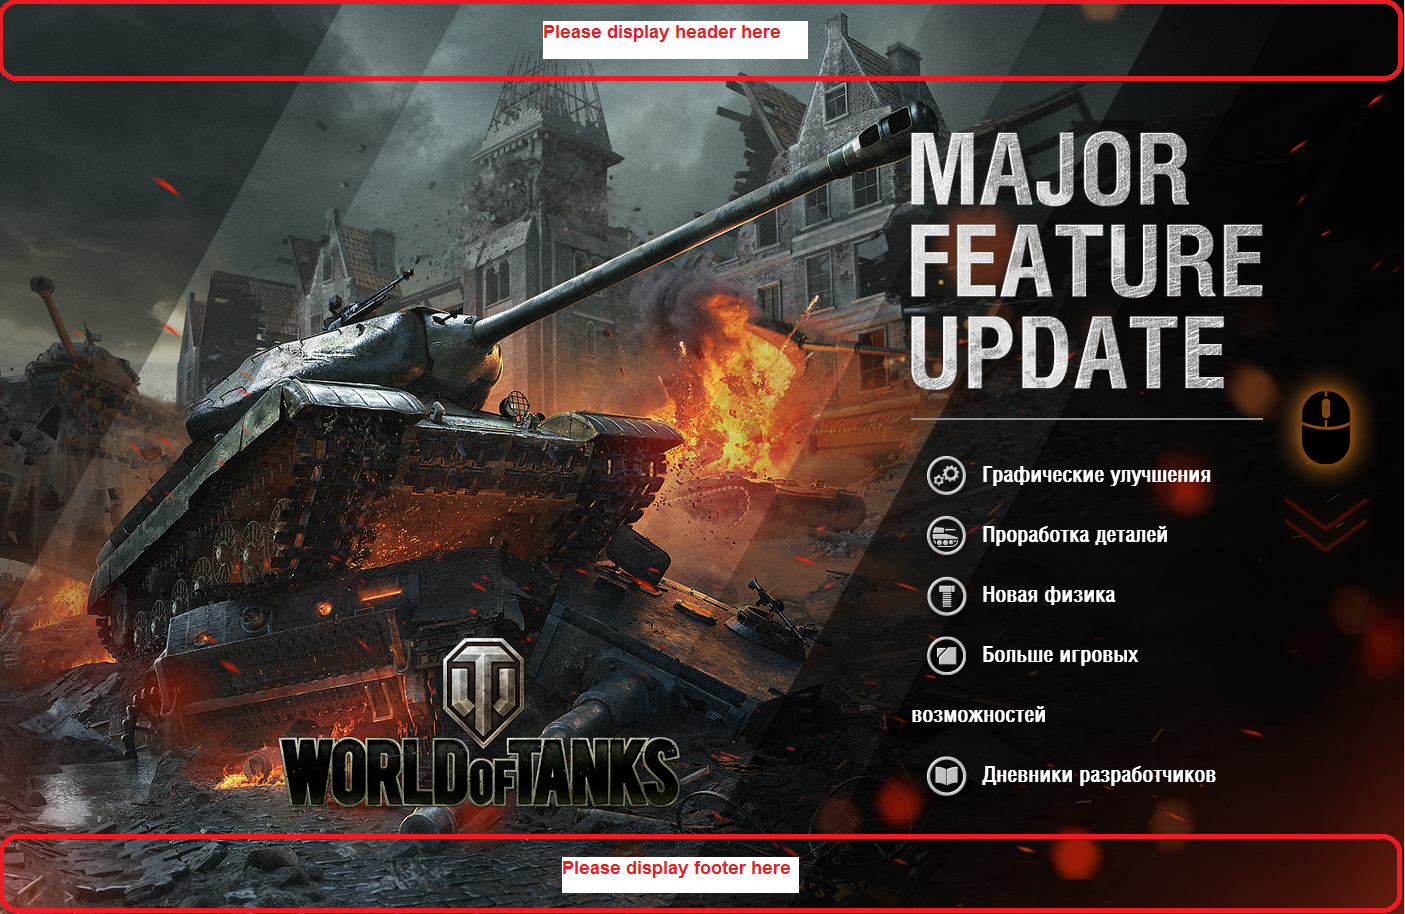 Please display header here
MAJOR
FEATURE
UPDATE
Графические улучшения
Проработка деталей
Новая физика
Больше игровых
возможностей
Дневники разработчиков
WORLD OF TANKS
Please display footer here